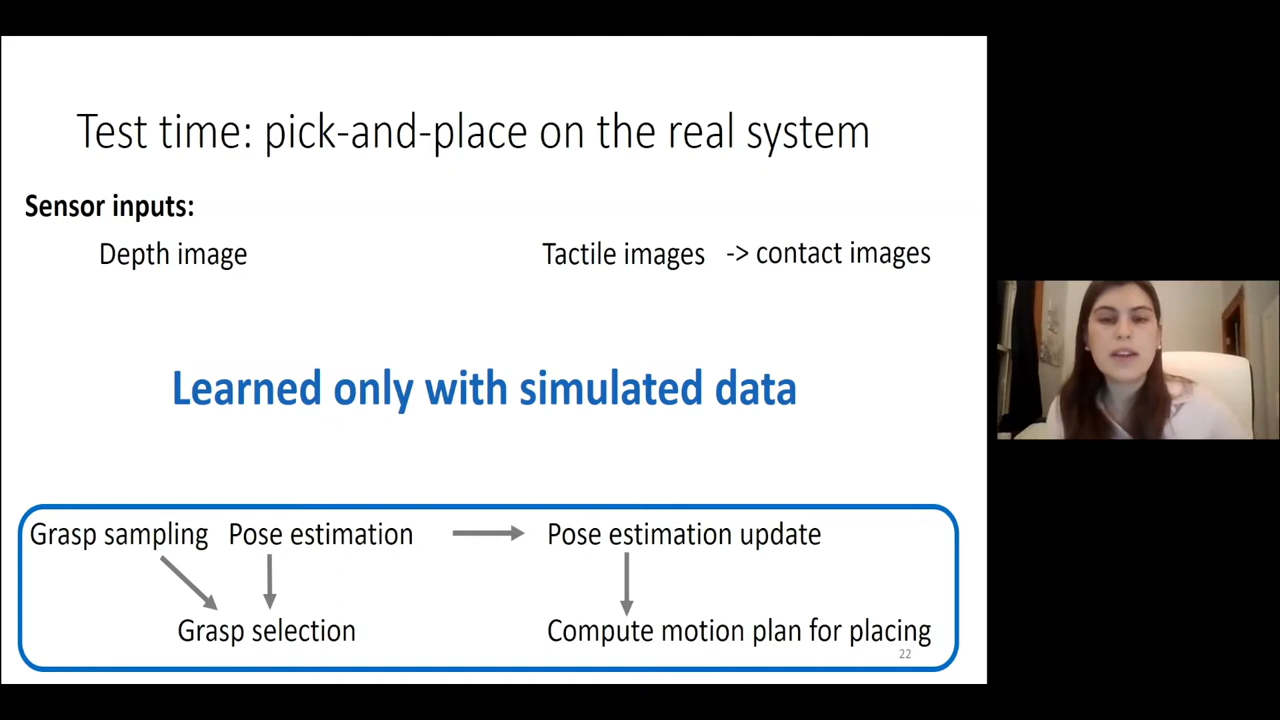 Test time: pick-and-place on the real system
Sensor inputs:
Depth image
Tactile images -> contact images
Learned only with simulated data
Grasp sampling Pose estimation
Pose estimation update
Grasp selection
Compute motion plan for placing
22